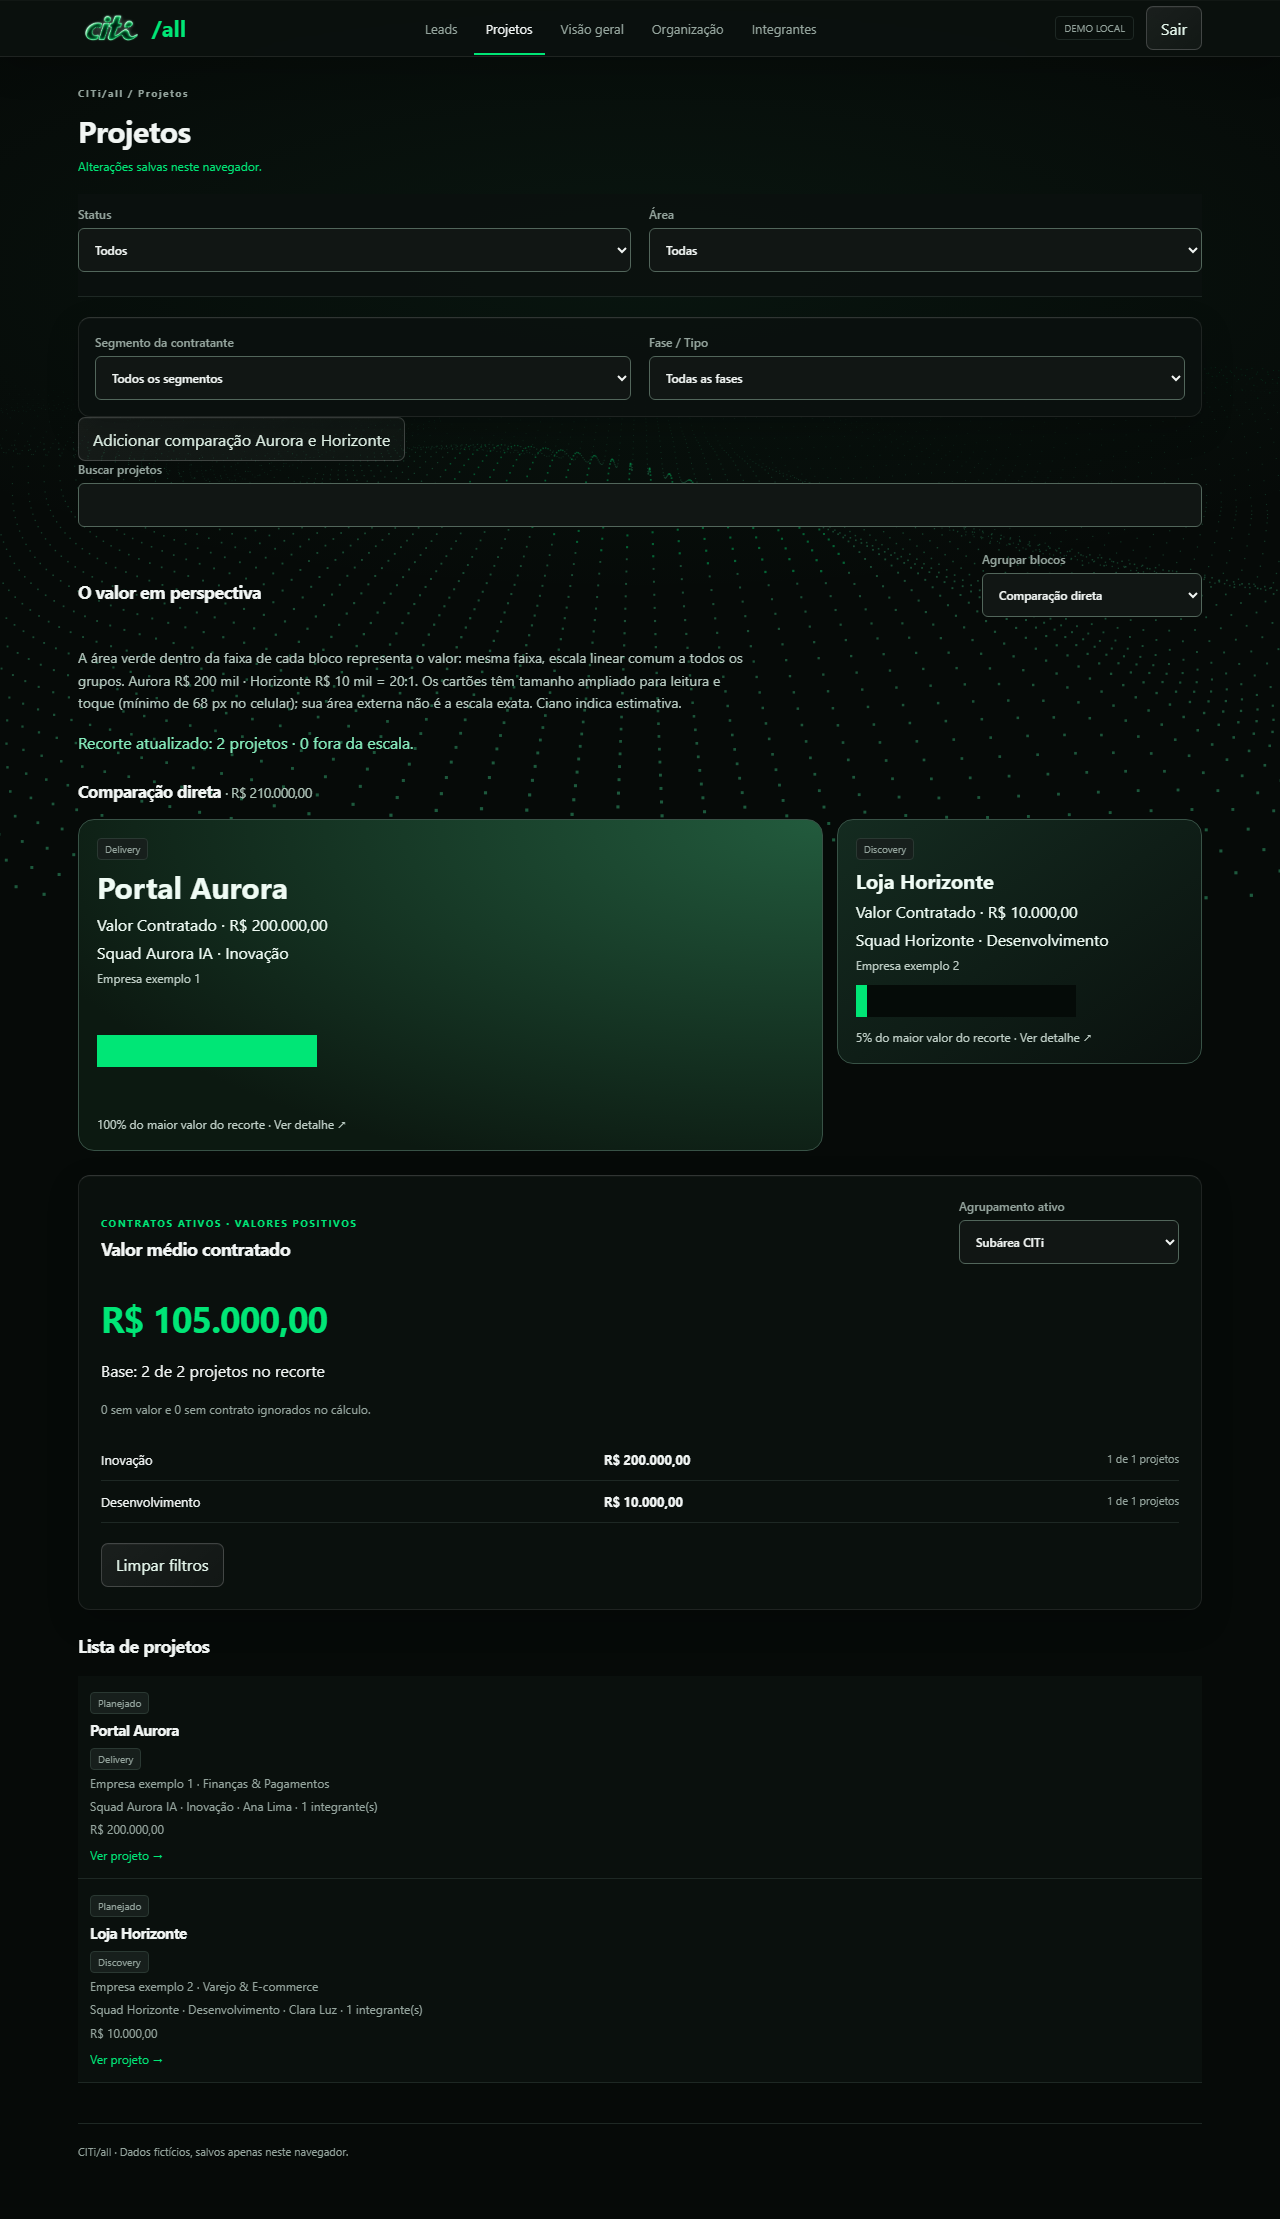 citi /all
Leads
Projetos
Visão geral
Organização
Integrantes
DEMO LOCAL
Sair
CITi/all / Projetos
Projetos
Alterações salvas neste navegador.
Status
Todos
Área
Todas
Segmento da contratante
Todos os segmentos
Fase / Tipo
Todas as fases
Adicionar comparação Aurora e Horizonte
Buscar projetos
O valor em perspectiva
Agrupar blocos
Comparação direta
A área verde dentro da faixa de cada bloco representa o valor: mesma faixa, escala linear comum a todos os
grupos. Aurora R$ 200 mil · Horizonte R$ 10 mil = 20:1. Os cartões têm tamanho ampliado para leitura e
toque (mínimo de 68 px no celular); sua área externa não é a escala exata. Ciano indica estimativa.
Recorte atualizado: 2 projetos · 0 fora da escala.
Comparação direta · R$ 210.000,00
Delivery
Portal Aurora
Valor Contratado · R$ 200.000,00
Squad Aurora IA · Inovação
Empresa exemplo 1
100% do maior valor do recorte · Ver detalhe ↗
Discovery
Loja Horizonte
Valor Contratado · R$ 10.000,00
Squad Horizonte · Desenvolvimento
Empresa exemplo 2
5% do maior valor do recorte · Ver detalhe ↗
CONTRATOS ATIVOS · VALORES POSITIVOS
Valor médio contratado
Agrupamento ativo
Subárea CITi
R$ 105.000,00
Base: 2 de 2 projetos no recorte
0 sem valor e 0 sem contrato ignorados no cálculo.
Inovação R$ 200.000,00 1 de 1 projetos
Desenvolvimento R$ 10.000,00 1 de 1 projetos
Limpar filtros
Lista de projetos
Planejado
Portal Aurora
Delivery
Empresa exemplo 1 · Finanças & Pagamentos
Squad Aurora IA · Inovação · Ana Lima · 1 integrante(s)
R$ 200.000,00
Ver projeto →
Planejado
Loja Horizonte
Discovery
Empresa exemplo 2 · Varejo & E-commerce
Squad Horizonte · Desenvolvimento · Clara Luz · 1 integrante(s)
R$ 10.000,00
Ver projeto →
CITi/all · Dados fictícios, salvos apenas neste navegador.